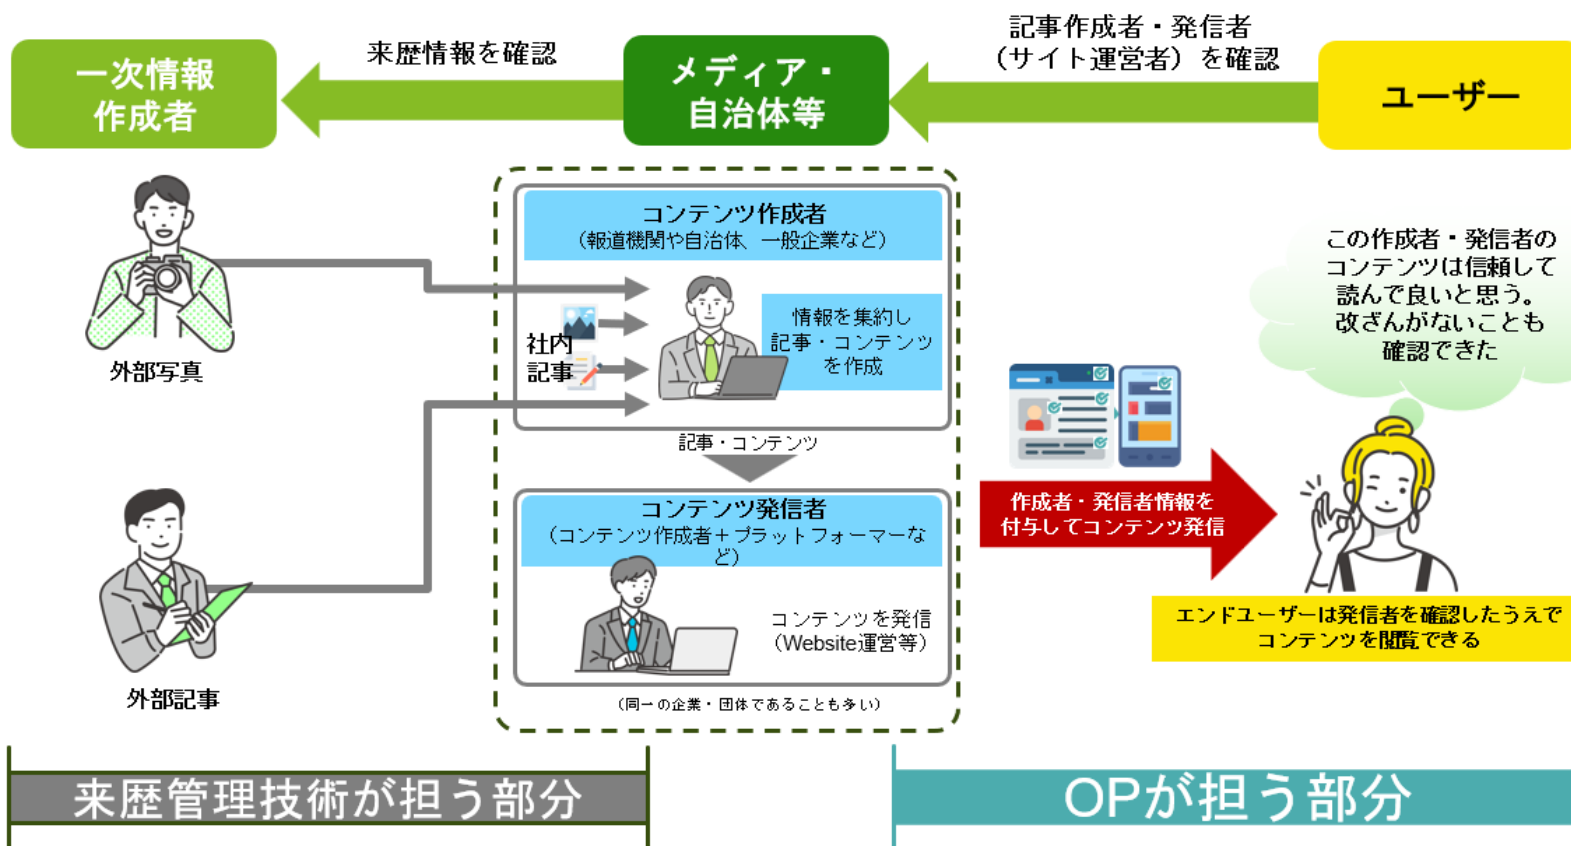 一次情報
作成者
来歴情報を確認
メディア・
自治体等
記事作成者・発信者
（サイト運営者）を確認
ユーザー
外部写真
外部記事
コンテンツ作成者
（報道機関や自治体、一般企業など）
社内
記事
情報を集約し
記事・コンテンツ
を作成
記事・コンテンツ
コンテンツ発信者
（コンテンツ作成者＋プラットフォーマーな
ど）
コンテンツを発信
（Website運営等）
（同一の企業・団体であることも多い）
作成者・発信者情報を
付与してコンテンツ発信
この作成者・発信者の
コンテンツは信頼して
読んで良いと思う。
改ざんがないことも
確認できた
エンドユーザーは発信者を確認したうえで
コンテンツを閲覧できる
来歴管理技術が担う部分
OPが担う部分